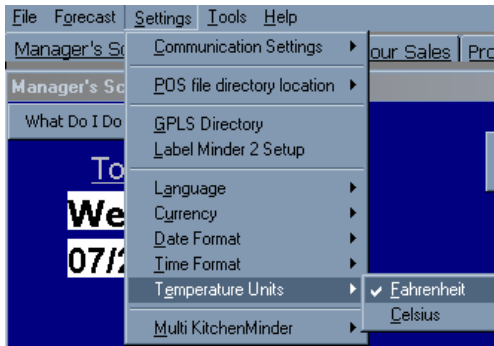 File Forecast Settings Tools Help
Manager's Sc
our Sales Pro
Manager's Sc
What Do I Do
To
We
07/2
Communication Settings
POS file directory location
GPLS Directory
Label Minder 2 Setup
Language
Currency
Date Format
Time Format
Temperature Units
Multi KitchenMinder
Fahrenheit
Celsius